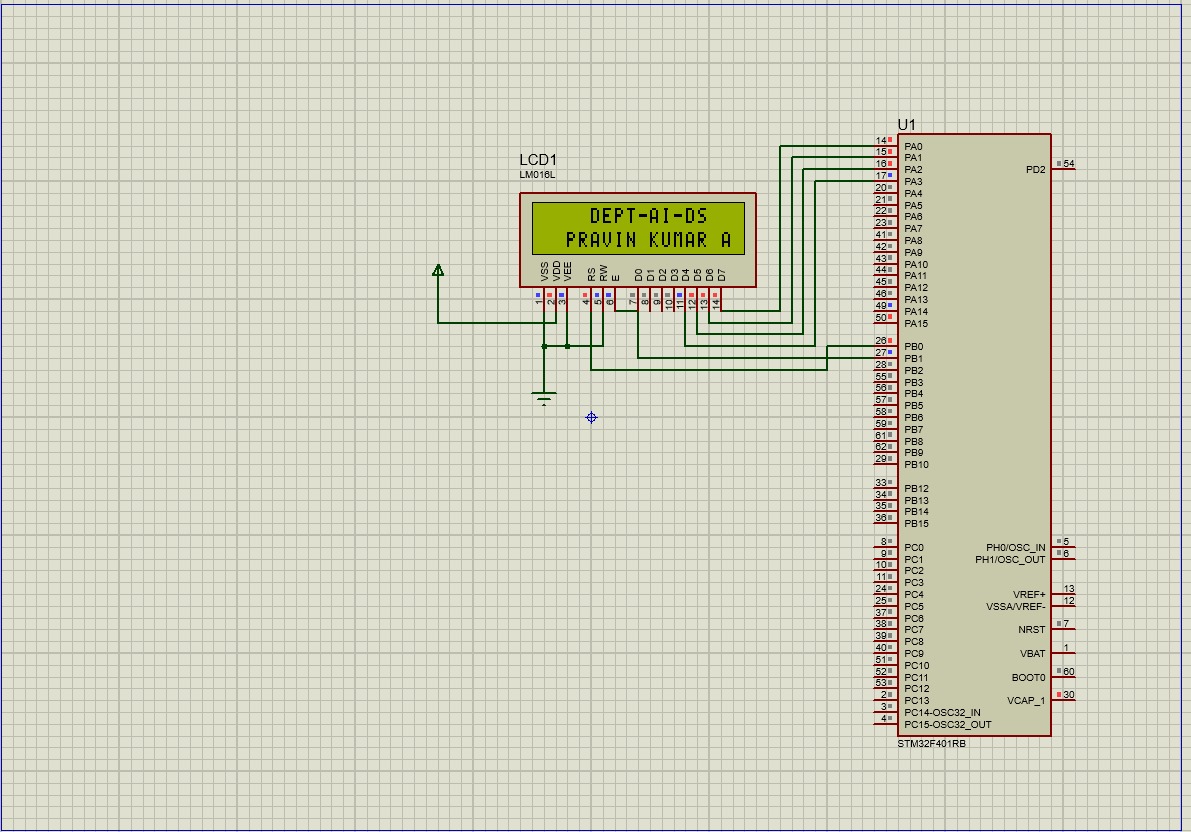 U1
LCD1
LM016L
DEPT-AI-DS
PRAVIN KUMAR A
VSS VDD VEE RS RW E D0 D1 D2 D3 D4 D5 D6 D7
1 2 3 4 5 6 7 8 9 10 11 12 13 14
14 PA0
15 PA1
16 PA2 PD2 54
17 PA3
20 PA4
21 PA5
22 PA6
23 PA7
41 PA8
42 PA9
43 PA10
44 PA11
45 PA12
46 PA13
49 PA14
50 PA15
26 PB0
27 PB1
28 PB2
55 PB3
56 PB4
57 PB5
58 PB6
59 PB7
61 PB8
62 PB9
29 PB10
33 PB12
34 PB13
35 PB14
36 PB15
8 PC0 PH0/OSC_IN 5
9 PC1 PH1/OSC_OUT 6
10 PC2
11 PC3
24 PC4 VREF+ 13
25 PC5 VSSA/VREF- 12
37 PC6
38 PC7 NRST 7
39 PC8
40 PC9 VBAT 1
51 PC10
52 PC11 BOOT0 60
53 PC12
2 PC13 VCAP_1 30
3 PC14-OSC32_IN
4 PC15-OSC32_OUT
STM32F401RB